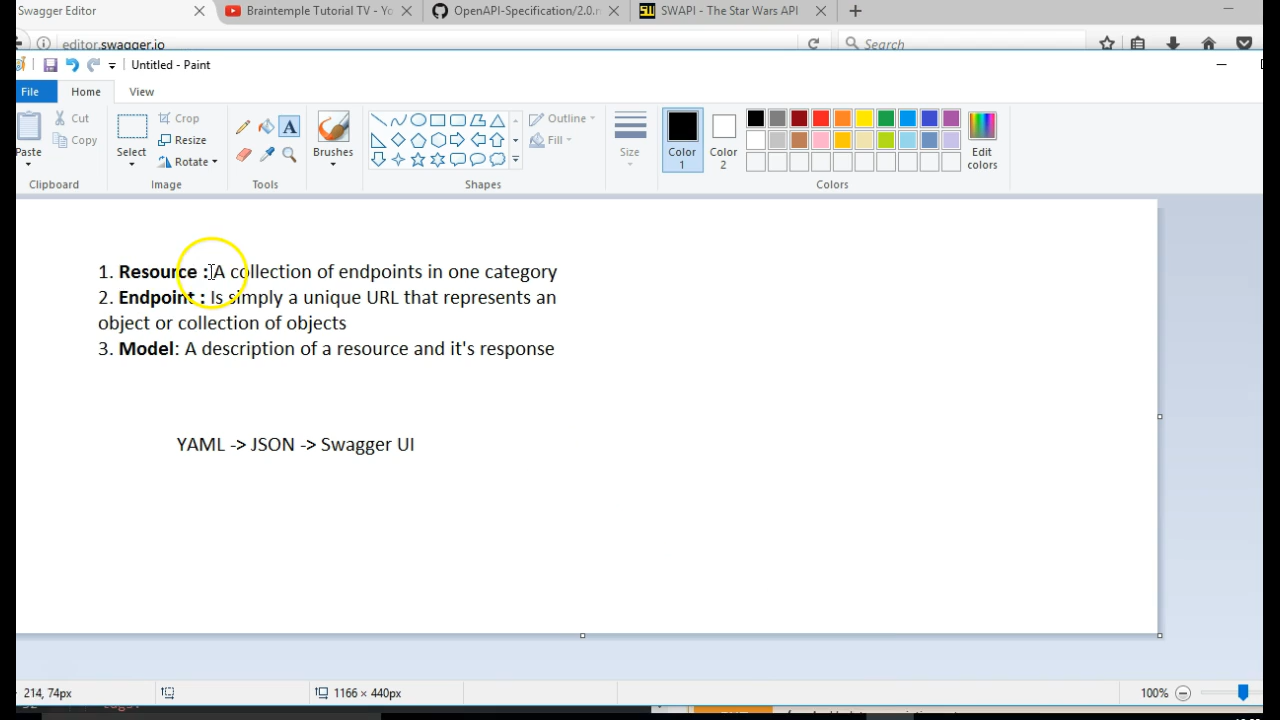 Swagger Editor
Braintemple Tutorial TV - Yo
OpenAPI-Specification/2.0.
SWAPI - The Star Wars API
editor.swagger.io
Search
Untitled - Paint
File
Home
View
Cut
Crop
Copy
Resize
Paste
Select
Rotate
Brushes
Outline
Fill
Size
Color 1
Color 2
Edit colors
Clipboard
Image
Tools
Shapes
Colors
1. Resource : A collection of endpoints in one category
2. Endpoint : Is simply a unique URL that represents an
object or collection of objects
3. Model: A description of a resource and it's response
YAML -> JSON -> Swagger UI
214, 74px
1166 × 440px
100%